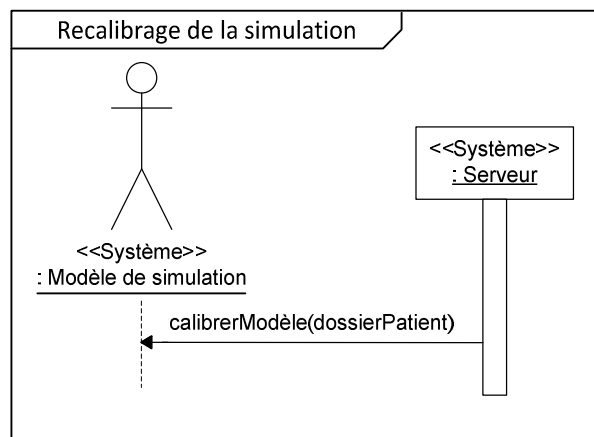 Recalibrage de la simulation
<<Système>>
: Serveur
<<Système>>
: Modèle de simulation
calibrerModèle(dossierPatient)